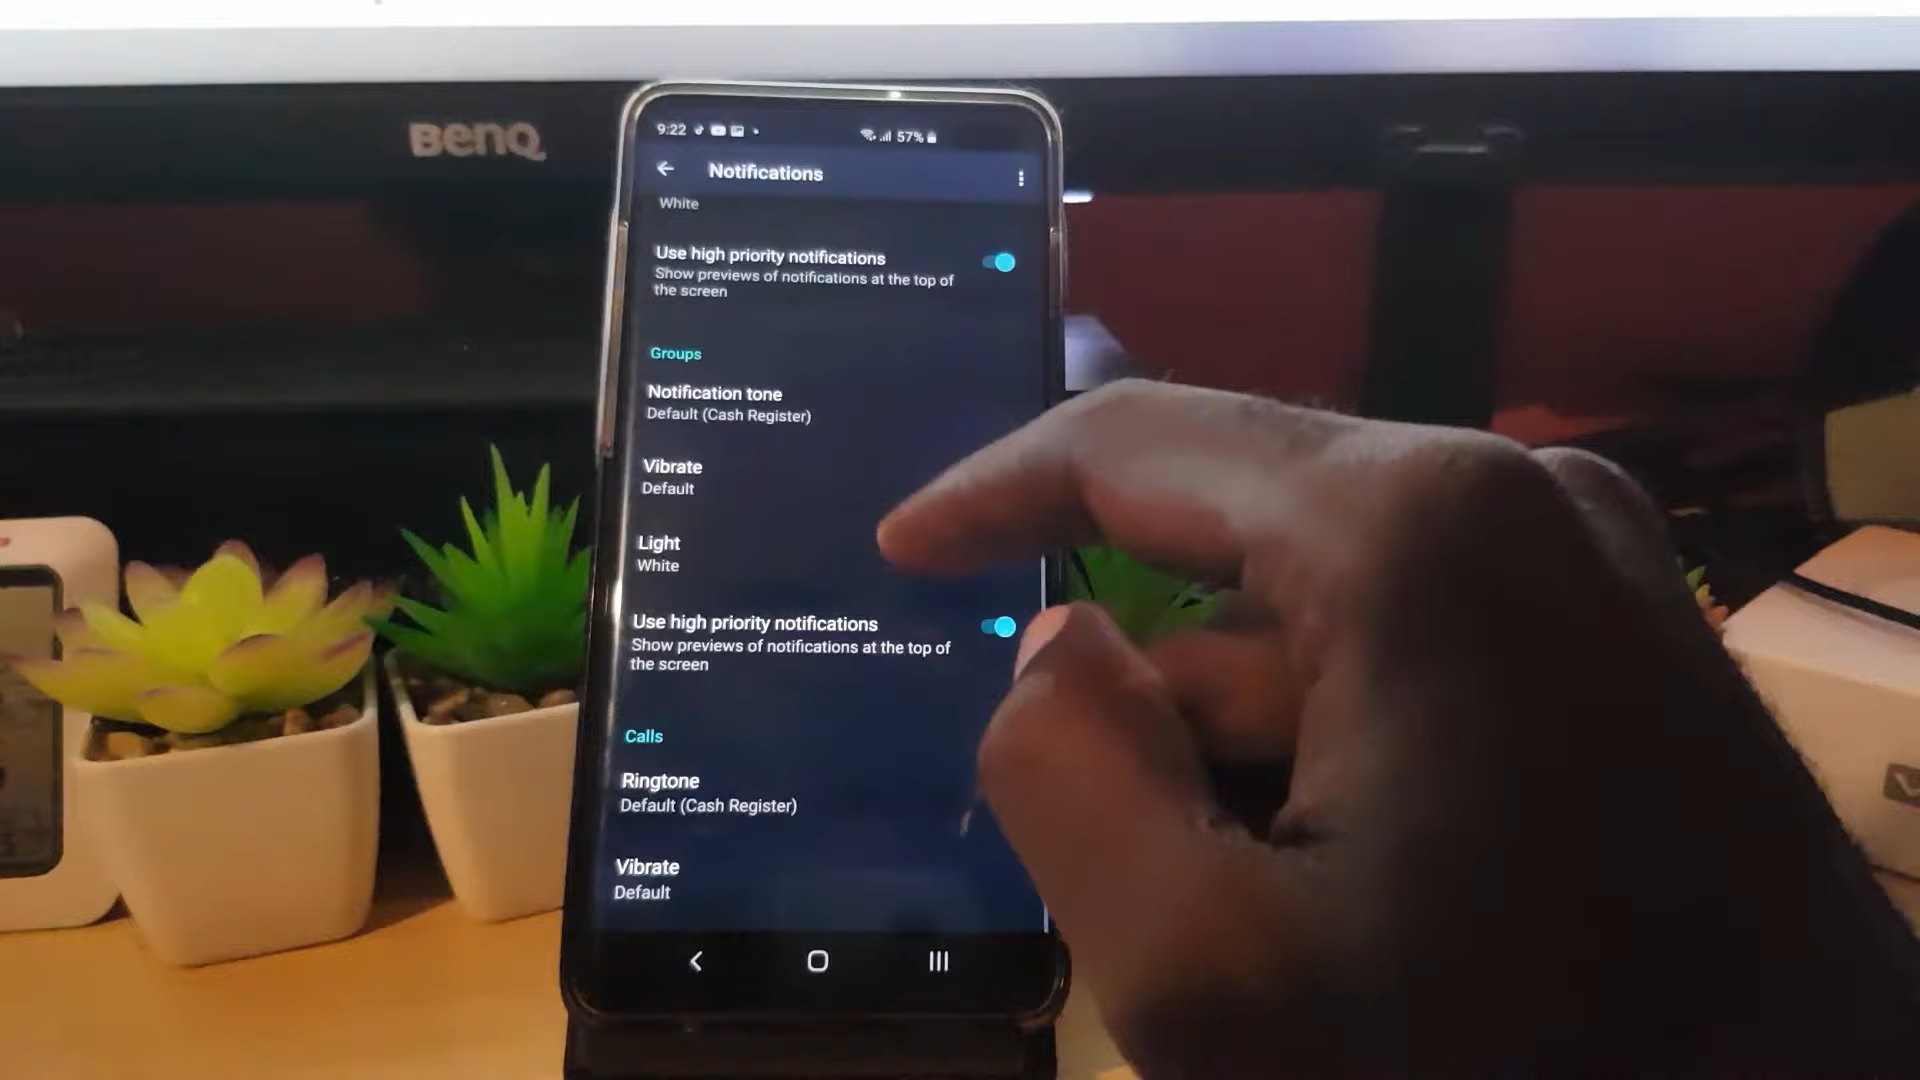 BenQ
9:22
57%
Notifications
White
Use high priority notifications
Show previews of notifications at the top of
the screen
Groups
Notification tone
Default (Cash Register)
Vibrate
Default
Light
White
Use high priority notifications
Show previews of notifications at the top of
the screen
Calls
Ringtone
Default (Cash Register)
Vibrate
Default